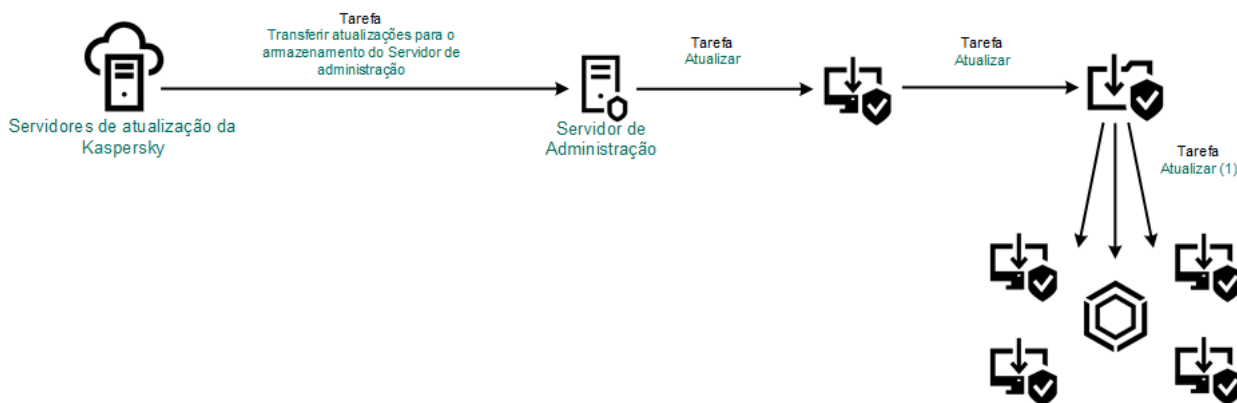 Tarefa
Transferir atualizações para o
armazenamento do Servidor de
administração
Servidores de atualização da
Kaspersky
Tarefa
Atualizar
Servidor de
Administração
Tarefa
Atualizar
Tarefa
Atualizar (1)